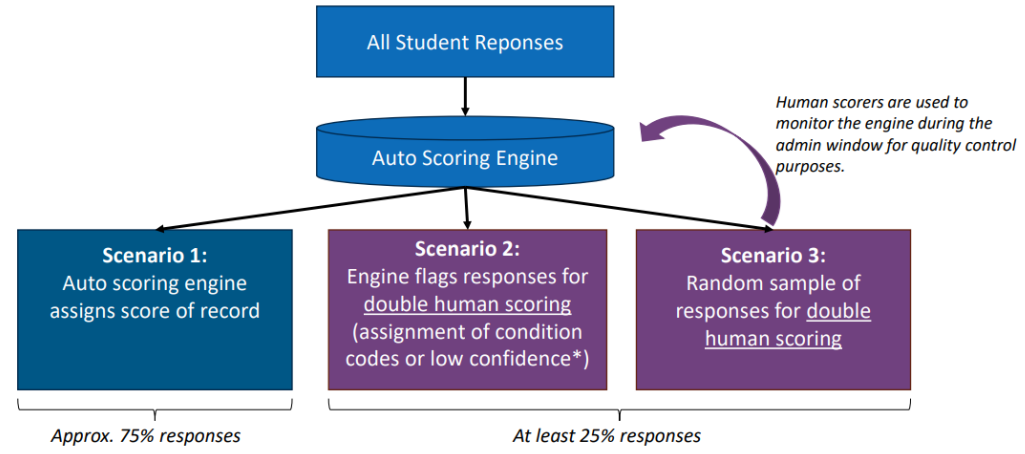 All Student Reponses
Human scorers are used to
monitor the engine during the
admin window for quality control
purposes.
Auto Scoring Engine
Scenario 1:
Auto scoring engine
assigns score of record
Scenario 2:
Engine flags responses for
double human scoring
(assignment of condition
codes or low confidence*)
Scenario 3:
Random sample of
responses for double
human scoring
Approx. 75% responses
At least 25% responses